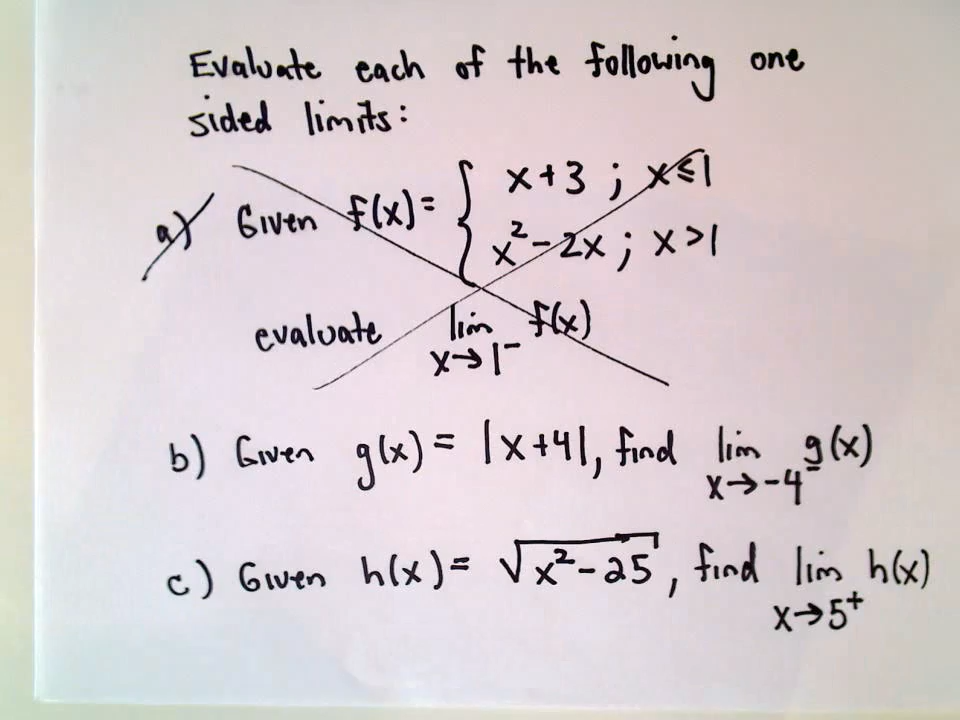 Evaluate each of the following one
sided limits:
a) Given f(x) = { x+3 ; x≤1
x² - 2x ; x>1
evaluate lim f(x)
x→1⁻
b) Given g(x) = |x+4|, find lim g(x)
x→-4⁻
c) Given h(x) = √(x²-25), find lim h(x)
x→5⁺